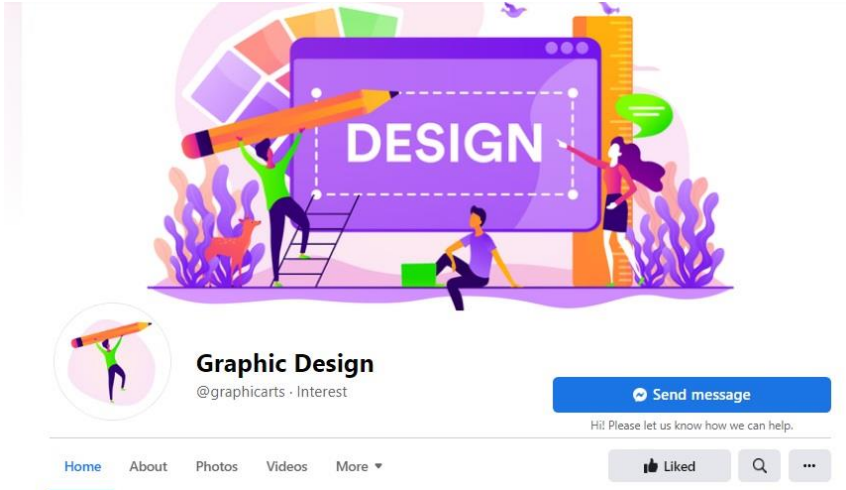 DESIGN
Graphic Design
@graphicarts · Interest
Send message
Hi! Please let us know how we can help.
Home About Photos Videos More
Liked